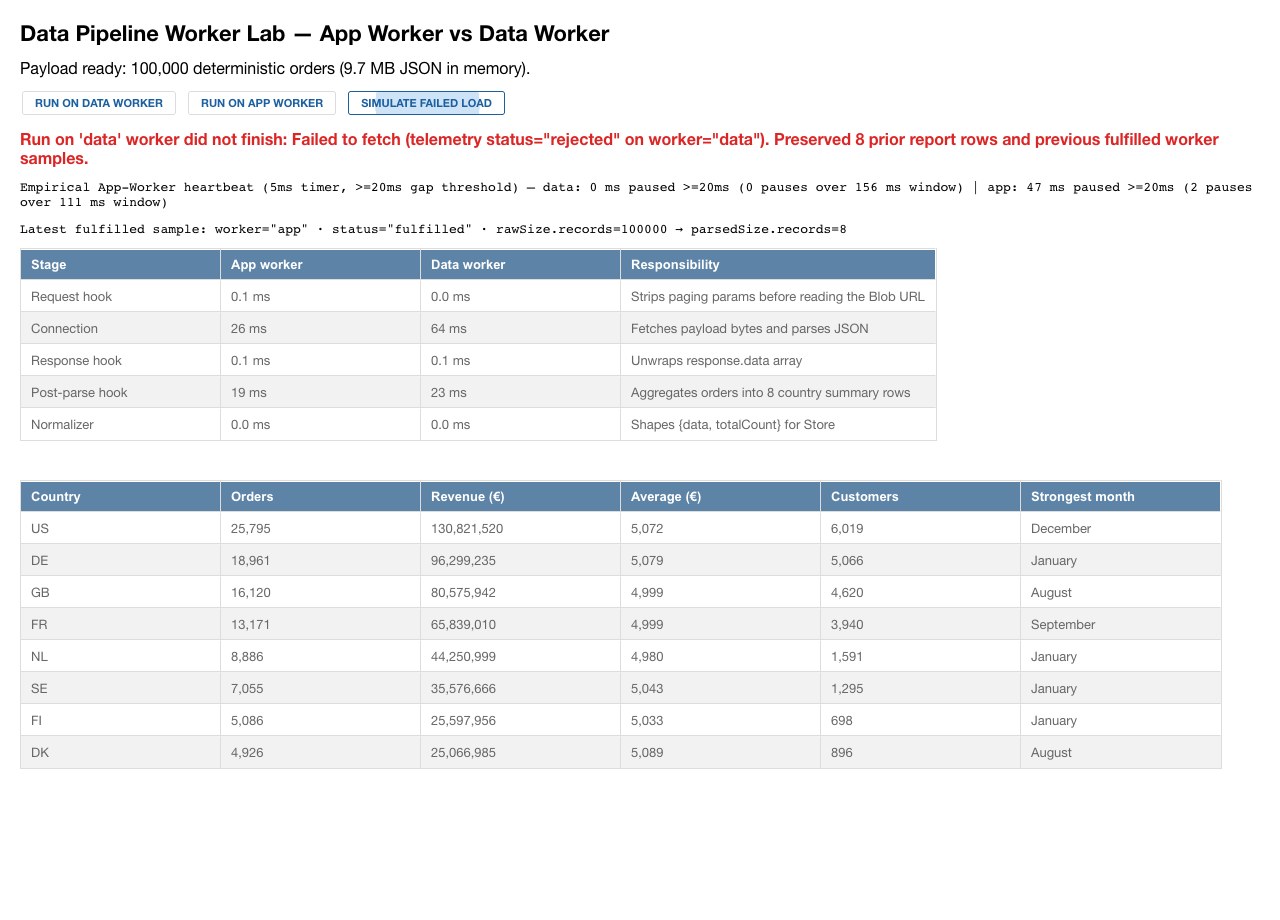 Data Pipeline Worker Lab — App Worker vs Data Worker
Payload ready: 100,000 deterministic orders (9.7 MB JSON in memory).
RUN ON DATA WORKER RUN ON APP WORKER SIMULATE FAILED LOAD
Run on 'data' worker did not finish: Failed to fetch (telemetry status="rejected" on worker="data"). Preserved 8 prior report rows and previous fulfilled worker
samples.
Empirical App-Worker heartbeat (5ms timer, >=20ms gap threshold) — data: 0 ms paused >=20ms (0 pauses over 156 ms window) | app: 47 ms paused >=20ms (2 pauses
over 111 ms window)
Latest fulfilled sample: worker="app" · status="fulfilled" · rawSize.records=100000 → parsedSize.records=8
Stage App worker Data worker Responsibility
Request hook 0.1 ms 0.0 ms Strips paging params before reading the Blob URL
Connection 26 ms 64 ms Fetches payload bytes and parses JSON
Response hook 0.1 ms 0.1 ms Unwraps response.data array
Post-parse hook 19 ms 23 ms Aggregates orders into 8 country summary rows
Normalizer 0.0 ms 0.0 ms Shapes {data, totalCount} for Store
Country Orders Revenue (€) Average (€) Customers Strongest month
US 25,795 130,821,520 5,072 6,019 December
DE 18,961 96,299,235 5,079 5,066 January
GB 16,120 80,575,942 4,999 4,620 August
FR 13,171 65,839,010 4,999 3,940 September
NL 8,886 44,250,999 4,980 1,591 January
SE 7,055 35,576,666 5,043 1,295 January
FI 5,086 25,597,956 5,033 698 January
DK 4,926 25,066,985 5,089 896 August